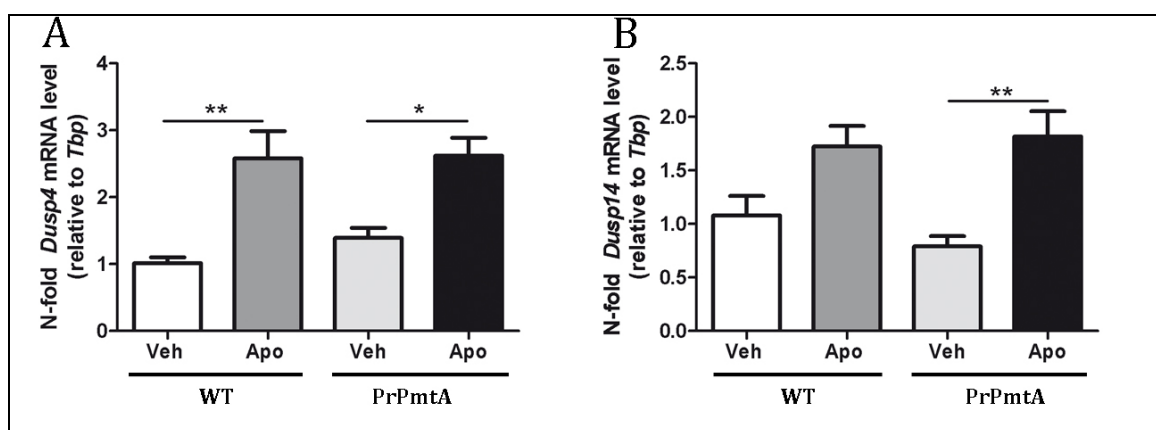 A
N-fold Dusp4 mRNA level
(relative to Tbp)
4
3
2
1
0
**
*
Veh Apo Veh Apo
WT PrPmtA
B
N-fold Dusp14 mRNA level
(relative to Tbp)
2.5
2.0
1.5
1.0
0.5
0.0
**
Veh Apo Veh Apo
WT PrPmtA